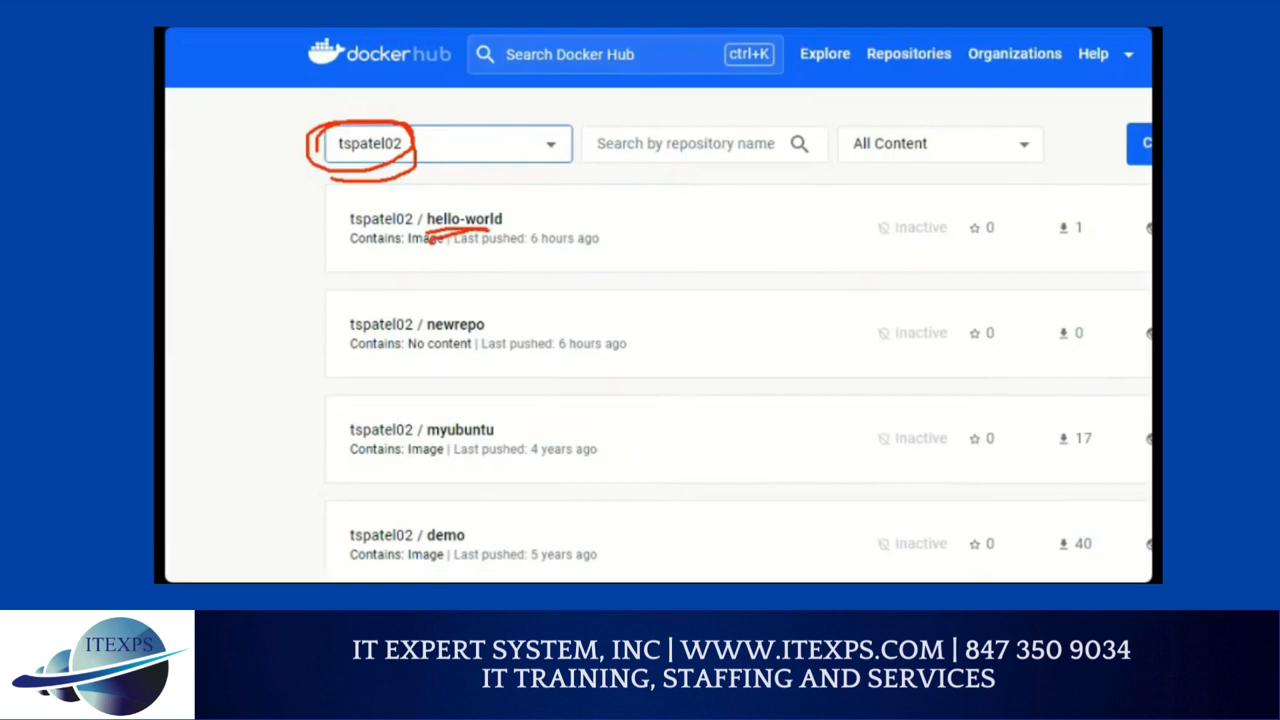 dockerhub Search Docker Hub ctrl+K Explore Repositories Organizations Help
tspatel02 Search by repository name All Content C
tspatel02 / hello-world Inactive 0 1
Contains: Image | Last pushed: 6 hours ago
tspatel02 / newrepo Inactive 0 0
Contains: No content | Last pushed: 6 hours ago
tspatel02 / myubuntu Inactive 0 17
Contains: Image | Last pushed: 4 years ago
tspatel02 / demo Inactive 0 40
Contains: Image | Last pushed: 5 years ago
ITEXPS
IT EXPERT SYSTEM, INC | WWW.ITEXPS.COM | 847 350 9034
IT TRAINING, STAFFING AND SERVICES